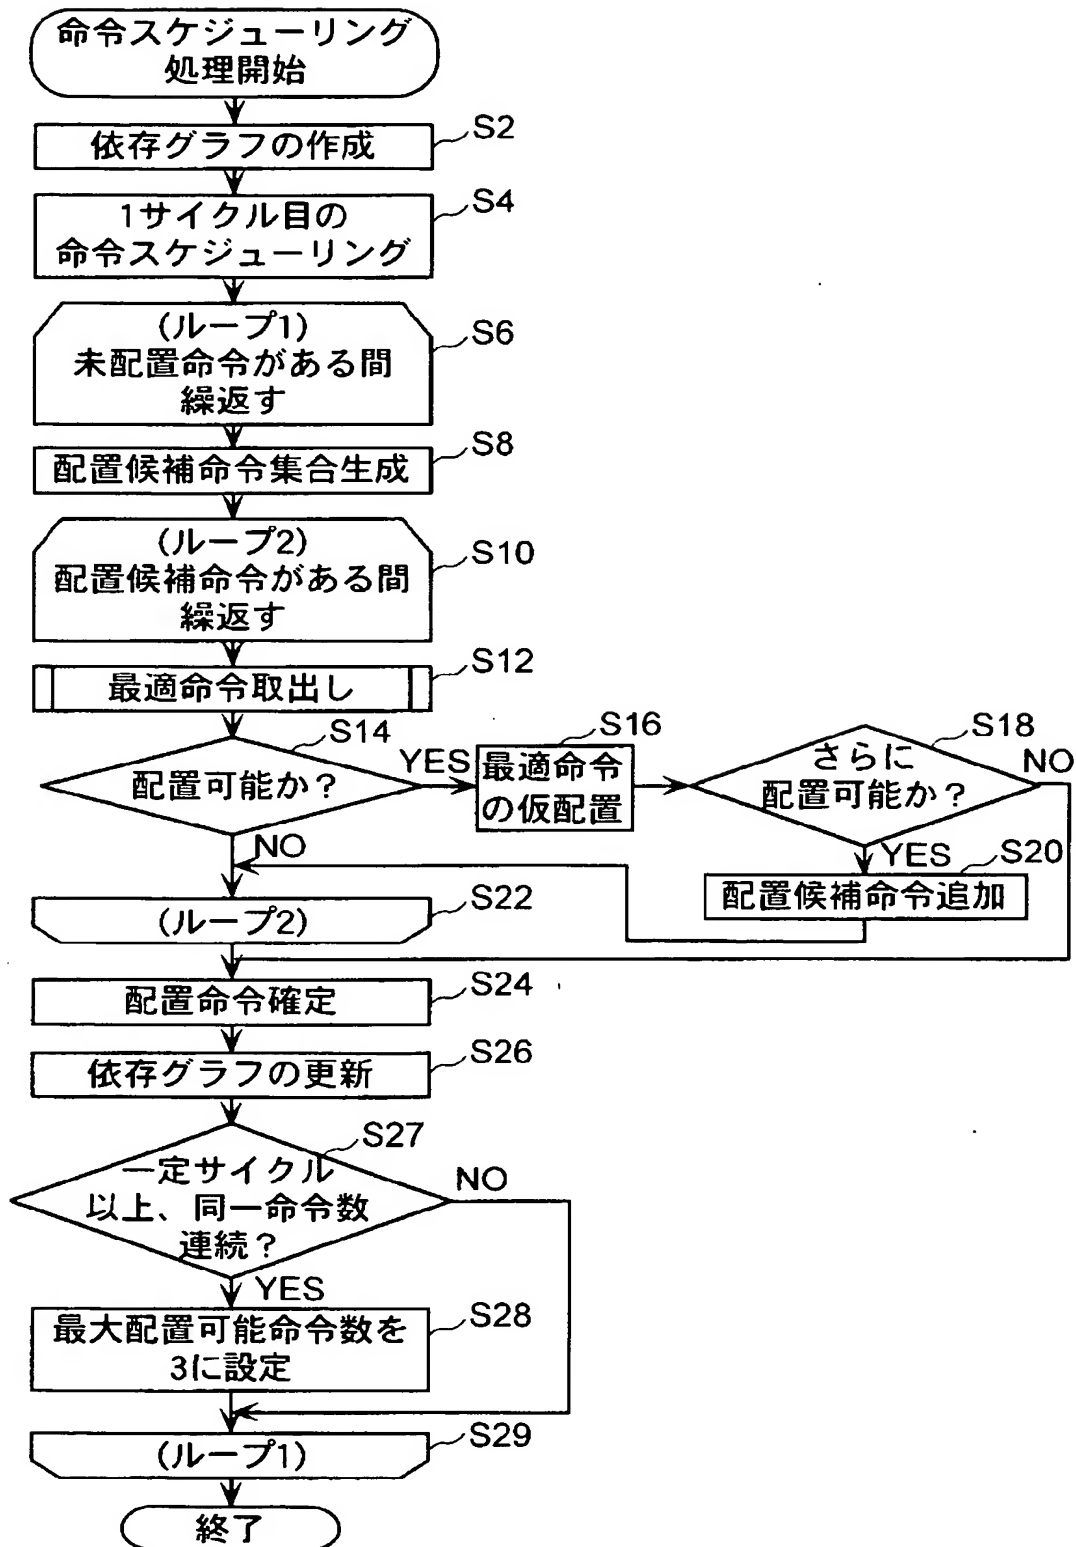 命令スケジューリング
処理開始
S2
依存グラフの作成
S4
1サイクル目の
命令スケジューリング
S6
(ループ1)
未配置命令がある間
繰返す
S8
配置候補命令集合生成
S10
(ループ2)
配置候補命令がある間
繰返す
S12
最適命令取出し
S14
配置可能か？
YES
NO
S16
最適命令
の仮配置
S18
さらに
配置可能か？
NO
YES
S20
配置候補命令追加
S22
(ループ2)
S24
配置命令確定
S26
依存グラフの更新
S27
一定サイクル
以上、同一命令数
連続？
NO
YES
S28
最大配置可能命令数を
3に設定
S29
(ループ1)
終了